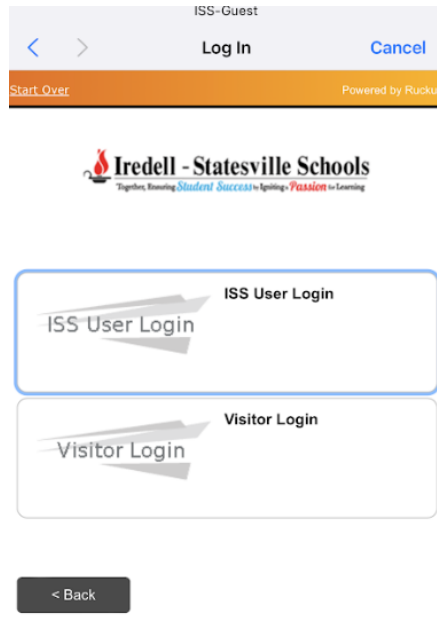 ISS-Guest
Log In
Cancel
Start Over
Powered by Rucku
Iredell - Statesville Schools
Together, Ensuring Student Success by Igniting a Passion for Learning
ISS User Login
ISS User Login
Visitor Login
Visitor Login
< Back